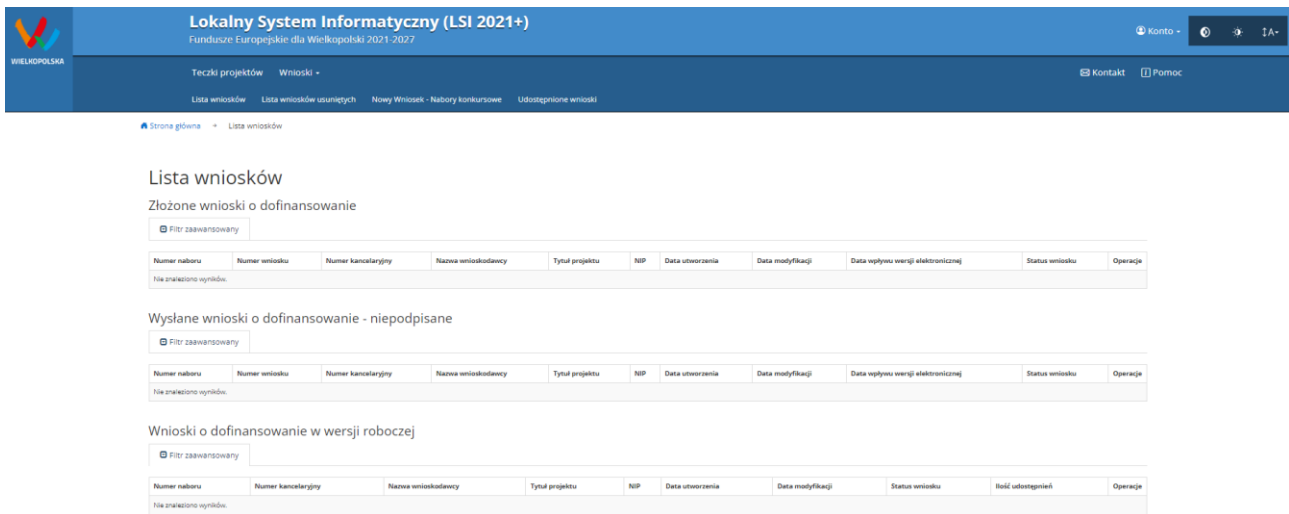 Lokalny System Informatyczny (LSI 2021+)
Fundusze Europejskie dla Wielkopolski 2021-2027
Konto
A
WIELKOPOLSKA
Teczki projektów Wnioski
Kontakt Pomoc
Lista wniosków Lista wniosków usuniętych Nowy Wniosek - Nabory konkursowe Udostępnione wnioski
Strona główna Lista wniosków
Lista wniosków
Złożone wnioski o dofinansowanie
Filtr zaawansowany
Numer naboru Numer wniosku Numer kancelaryjny Nazwa wnioskodawcy Tytuł projektu NIP Data utworzenia Data modyfikacji Data wpływu wersji elektronicznej Status wniosku Operacje
Nie znaleziono wyników.
Wysłane wnioski o dofinansowanie - niepodpisane
Filtr zaawansowany
Numer naboru Numer wniosku Numer kancelaryjny Nazwa wnioskodawcy Tytuł projektu NIP Data utworzenia Data modyfikacji Data wpływu wersji elektronicznej Status wniosku Operacje
Nie znaleziono wyników.
Wnioski o dofinansowanie w wersji roboczej
Filtr zaawansowany
Numer naboru Numer kancelaryjny Nazwa wnioskodawcy Tytuł projektu NIP Data utworzenia Data modyfikacji Status wniosku Ilość udostępnień Operacje
Nie znaleziono wyników.